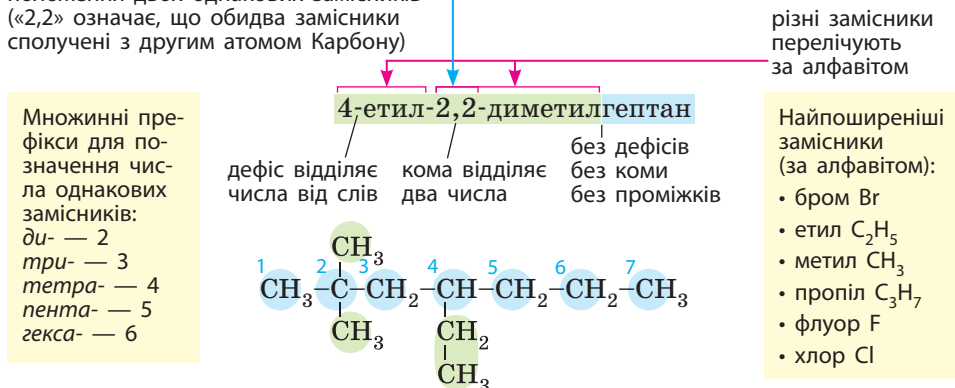 («2,2» означає, що обидва замісники
сполучені з другим атомом Карбону)
різні замісники
перелічують
за алфавітом
4-етил-2,2-диметилгептан
дефіс відділяє
числа від слів
кома відділяє
два числа
без дефісів
без коми
без проміжків
Множинні пре-
фікси для по-
значення чис-
ла однакових
замісників:
ди- — 2
три- — 3
тетра- — 4
пента- — 5
гекса- — 6
CH₃
1 2 3 4 5 6 7
CH₃–C–CH₂–CH–CH₂–CH₂–CH₃
CH₃ CH₂
CH₃
Найпоширеніші
замісники
(за алфавітом):
• бром Br
• етил C₂H₅
• метил CH₃
• пропіл C₃H₇
• флуор F
• хлор Cl